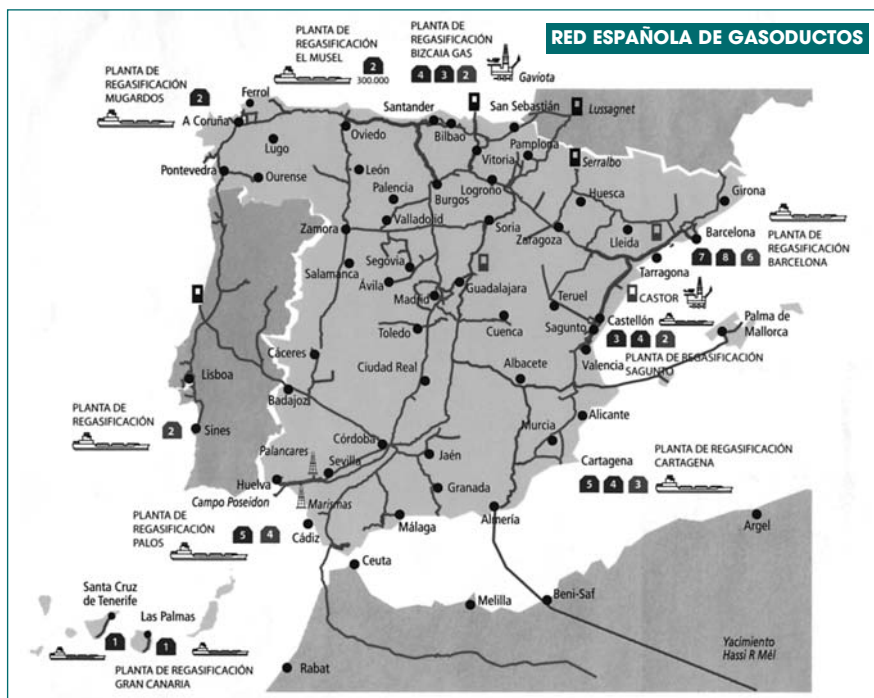 RED ESPAÑOLA DE GASODUCTOS
PLANTA DE
REGASIFICACIÓN
EL MUSEL
2
300.000
PLANTA DE
REGASIFICACIÓN
BIZCAIA GAS
4 3 2
Gaviota
PLANTA DE
REGASIFICACIÓN
MUGARDOS
2
Ferrol
A Coruña
Santander
San Sebastián
Lussagnet
Oviedo
Bilbao
Lugo
Vitoria
Pamplona
Serralbo
Pontevedra
Ourense
León
Logroño
Palencia
Burgos
Huesca
Girona
Valladolid
Soria
Zamora
Zaragoza
Lleida
Barcelona
PLANTA DE
REGASIFICACIÓN
BARCELONA
7 8 6
Segovia
Salamanca
Tarragona
Ávila
Guadalajara
Madrid
Teruel
CASTOR
Castellón
Palma de
Mallorca
Toledo
Cuenca
Sagunto
3 4 2
PLANTA DE REGASIFICACIÓN
SAGUNTO
Cáceres
Valencia
Ciudad Real
Albacete
Lisboa
Badajoz
PLANTA DE
REGASIFICACIÓN
2
Sines
Alicante
Murcia
Córdoba
Palancares
Sevilla
Jaén
Cartagena
5 4 3
PLANTA DE REGASIFICACIÓN
CARTAGENA
Huelva
Campo Poseidon
Marismas
Granada
Almería
Argel
PLANTA DE
REGASIFICACIÓN
PALOS
5 4
Cádiz
Málaga
Ceuta
Santa Cruz
de Tenerife
Las Palmas
Melilla
Beni-Saf
1
1
PLANTA DE REGASIFICACIÓN
GRAN CANARIA
Rabat
Yacimiento
Hassi R Mél